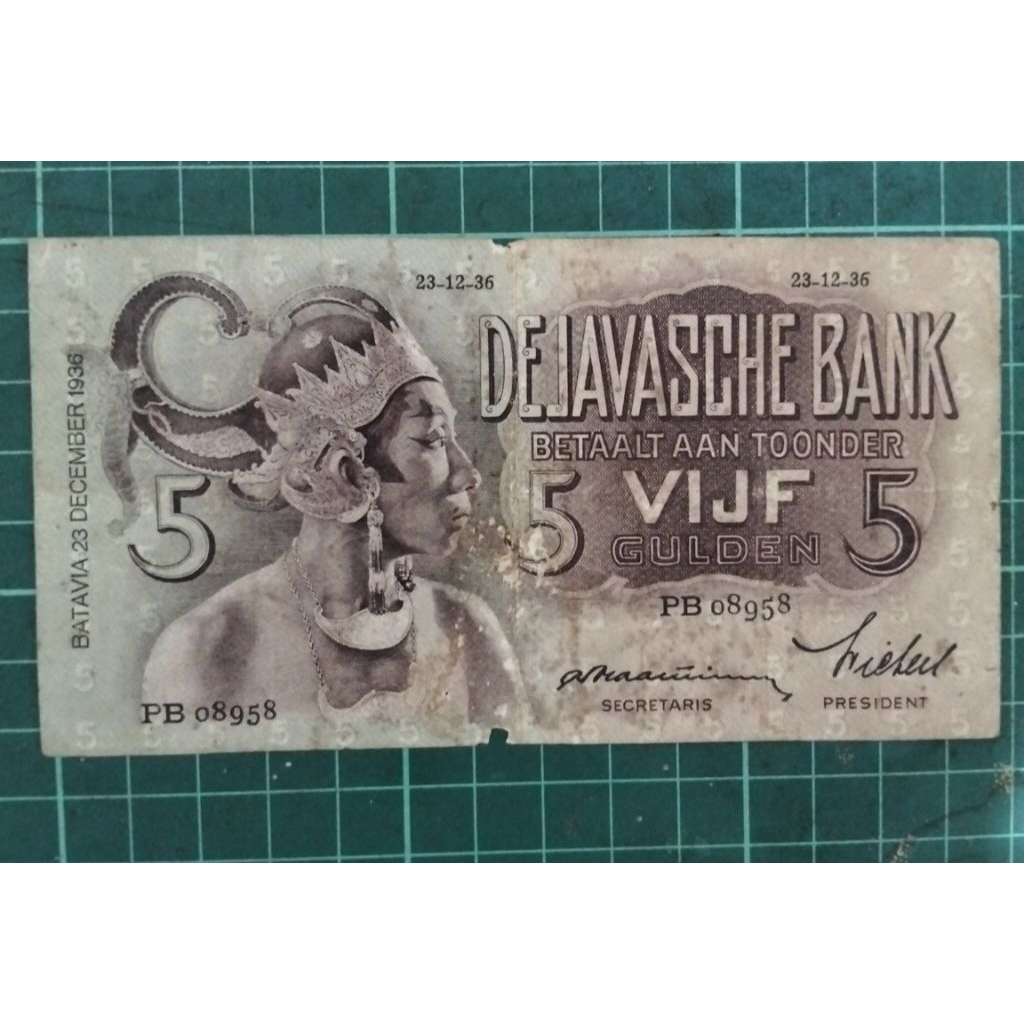 BATAVIA 23 DECEMBER 1936
23-12-36
23-12-36
DE JAVASCHE BANK
BETAALT AAN TOONDER
5
5
VIJF
5
GULDEN
PB 08958
PB 08958
SECRETARIS
PRESIDENT